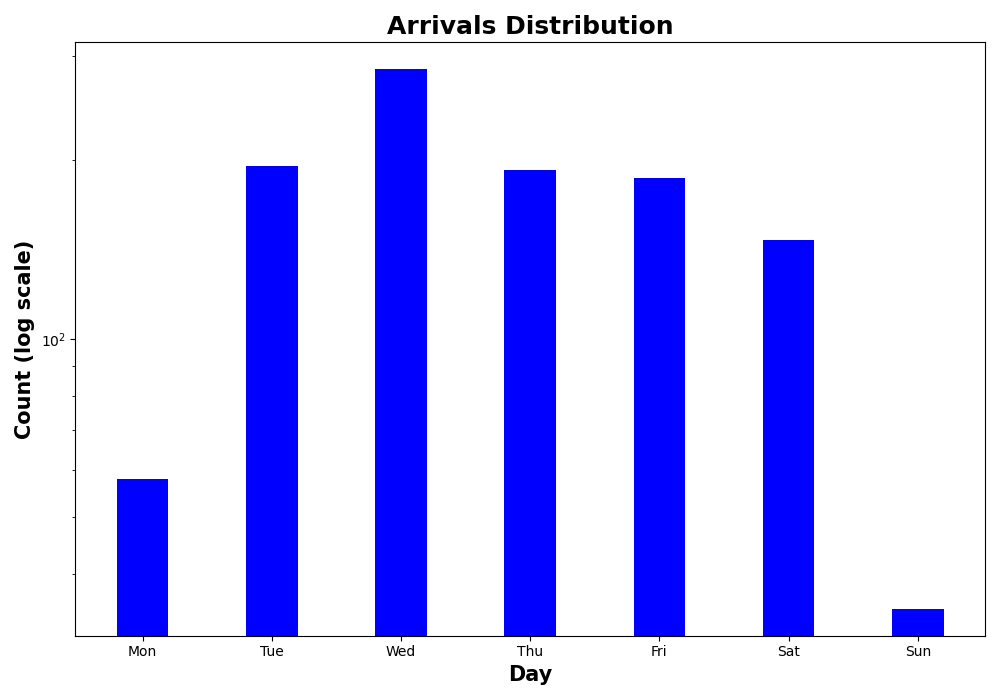 Arrivals Distribution
Count (log scale)
10²
Mon Tue Wed Thu Fri Sat Sun
Day